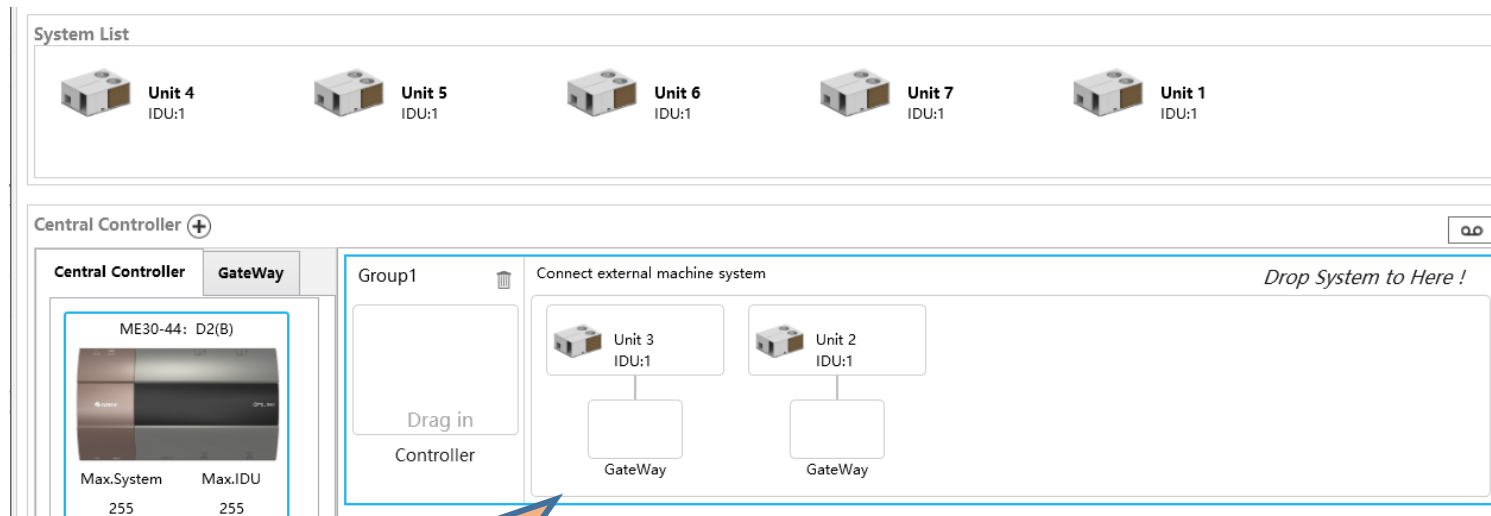 System List
Unit 4
IDU:1
Unit 5
IDU:1
Unit 6
IDU:1
Unit 7
IDU:1
Unit 1
IDU:1
Central Controller
Central Controller
GateWay
ME30-44: D2(B)
Max.System
Max.IDU
255
255
Group1
Drag in
Controller
Connect external machine system
Drop System to Here !
Unit 3
IDU:1
GateWay
Unit 2
IDU:1
GateWay